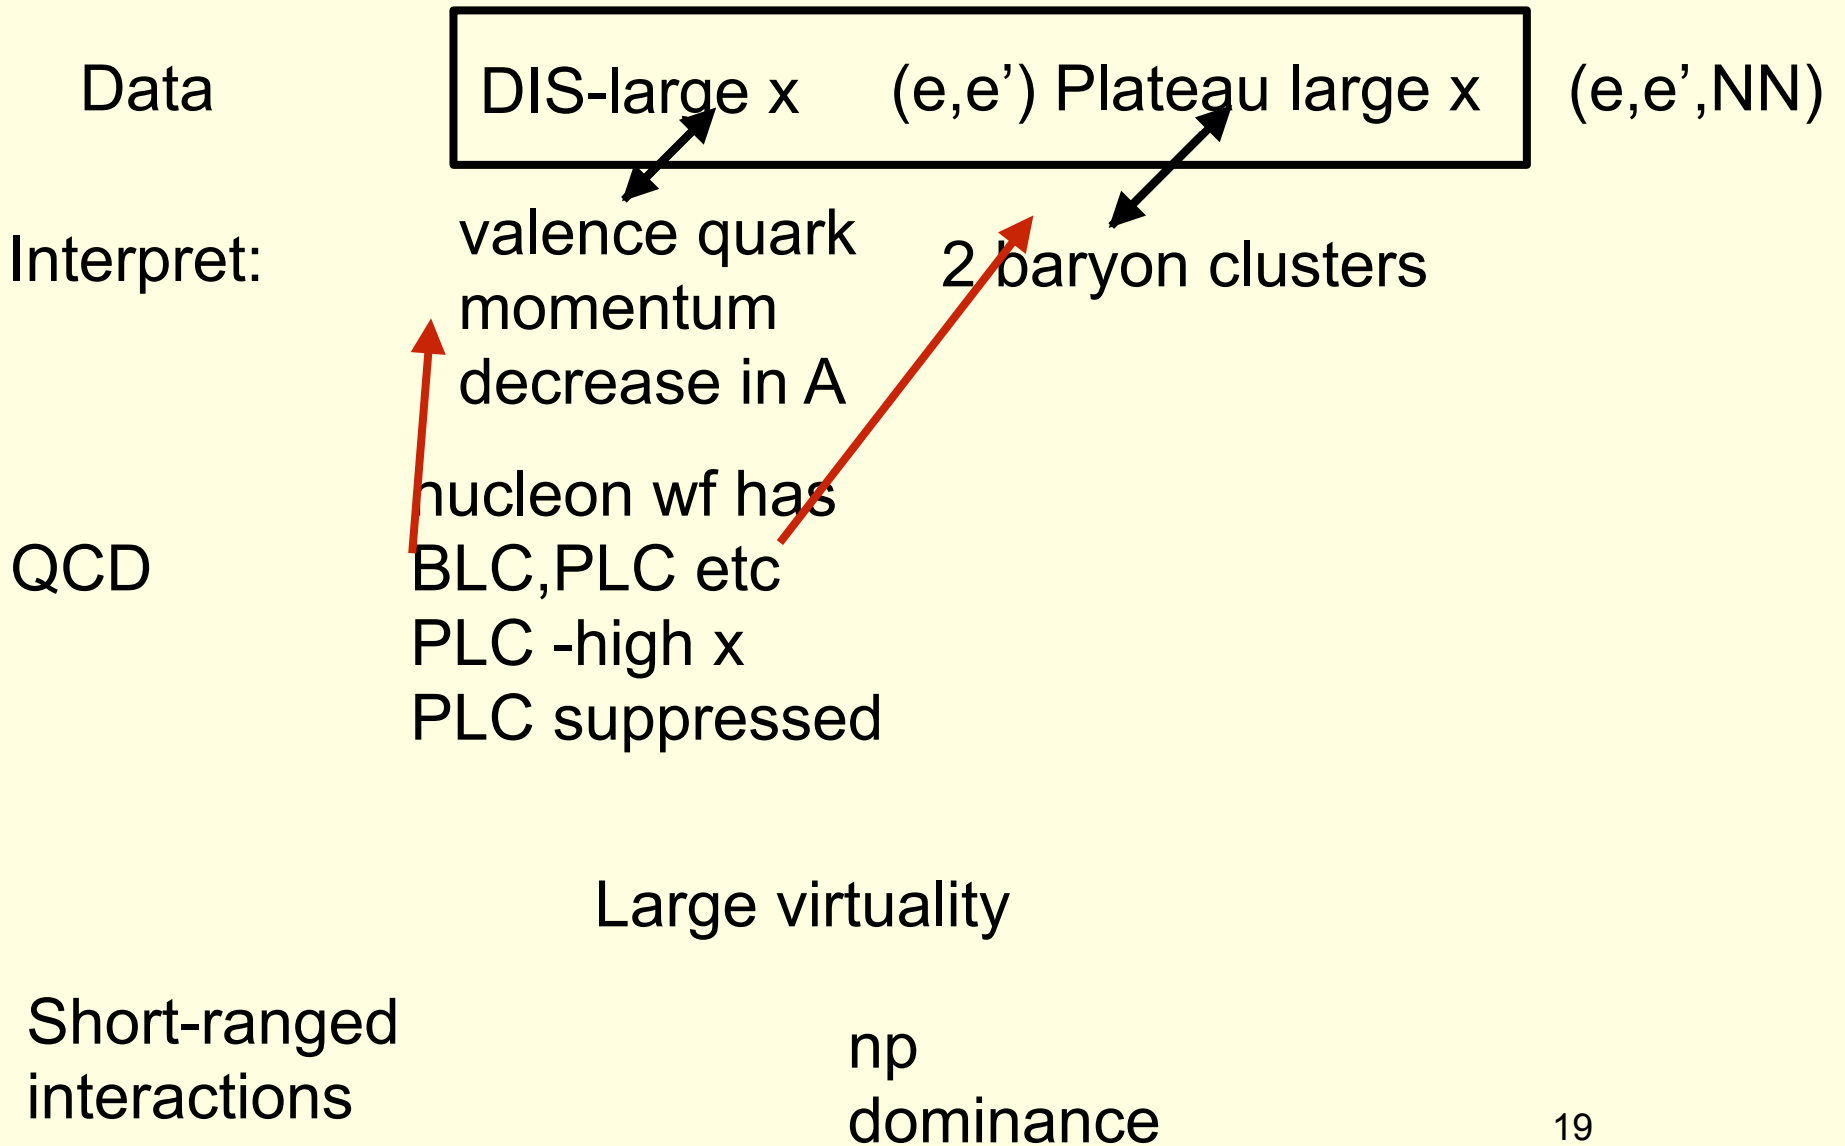 Data
DIS-large x (e,e’) Plateau large x (e,e’,NN)
Interpret:
valence quark
momentum
decrease in A
2 baryon clusters
QCD
nucleon wf has
BLC,PLC etc
PLC -high x
PLC suppressed
Large virtuality
Short-ranged
interactions
np
dominance
19